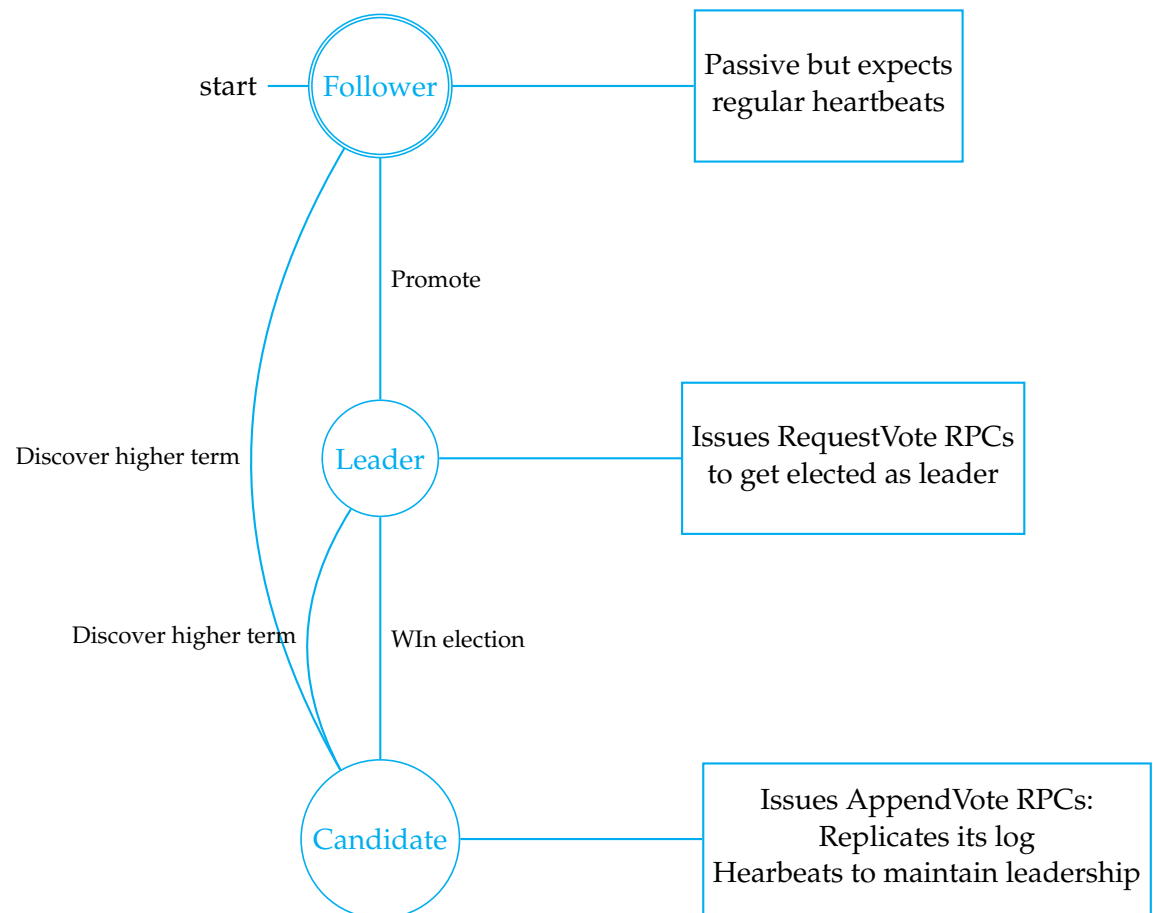 start
Follower
Passive but expects
regular heartbeats
Promote
Discover higher term
Leader
Issues RequestVote RPCs
to get elected as leader
Discover higher term
WIn election
Candidate
Issues AppendVote RPCs:
Replicates its log
Hearbeats to maintain leadership